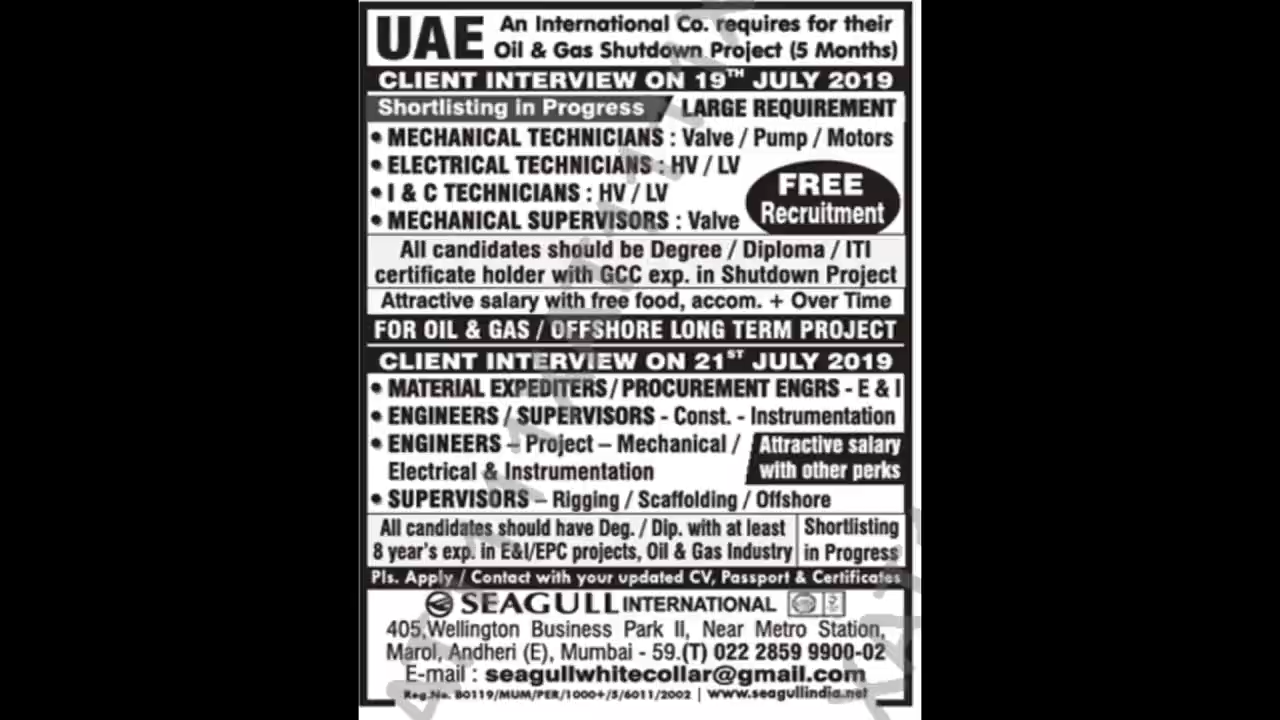 UAE
An International Co. requires for their
Oil & Gas Shutdown Project (5 Months)
CLIENT INTERVIEW ON 19TH JULY 2019
Shortlisting in Progress LARGE REQUIREMENT
• MECHANICAL TECHNICIANS : Valve / Pump / Motors
• ELECTRICAL TECHNICIANS : HV / LV
• I & C TECHNICIANS : HV / LV
• MECHANICAL SUPERVISORS : Valve
FREE
Recruitment
All candidates should be Degree / Diploma / ITI
certificate holder with GCC exp. in Shutdown Project
Attractive salary with free food, accom. + Over Time
FOR OIL & GAS / OFFSHORE LONG TERM PROJECT
CLIENT INTERVIEW ON 21ST JULY 2019
• MATERIAL EXPEDITERS / PROCUREMENT ENGRS - E & I
• ENGINEERS / SUPERVISORS - Const. - Instrumentation
• ENGINEERS – Project – Mechanical /
Electrical & Instrumentation
Attractive salary
with other perks
• SUPERVISORS – Rigging / Scaffolding / Offshore
All candidates should have Deg. / Dip. with at least
8 year's exp. in E&I/EPC projects, Oil & Gas Industry
Shortlisting
in Progress
Pls. Apply / Contact with your updated CV, Passport & Certificates
SEAGULL INTERNATIONAL
405,Wellington Business Park II, Near Metro Station,
Marol, Andheri (E), Mumbai - 59.(T) 022 2859 9900-02
E-mail : seagullwhitecollar@gmail.com
Reg.No. B0119/MUM/PER/1000+/5/6011/2002 | www.seagullindia.net